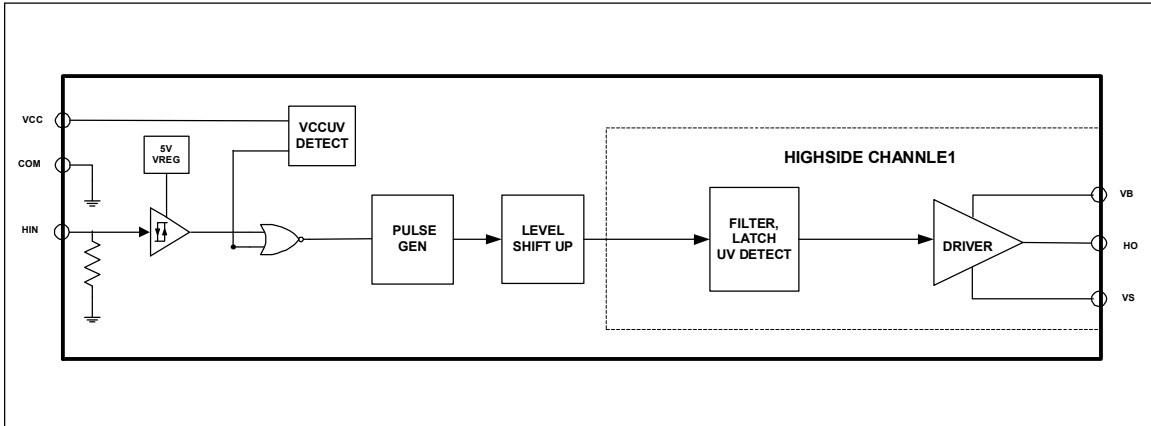 VCC
COM
HIN
5V
VREG
VCCUV
DETECT
PULSE
GEN
LEVEL
SHIFT UP
HIGHSIDE CHANNLE1
FILTER,
LATCH
UV DETECT
DRIVER
VB
HO
VS